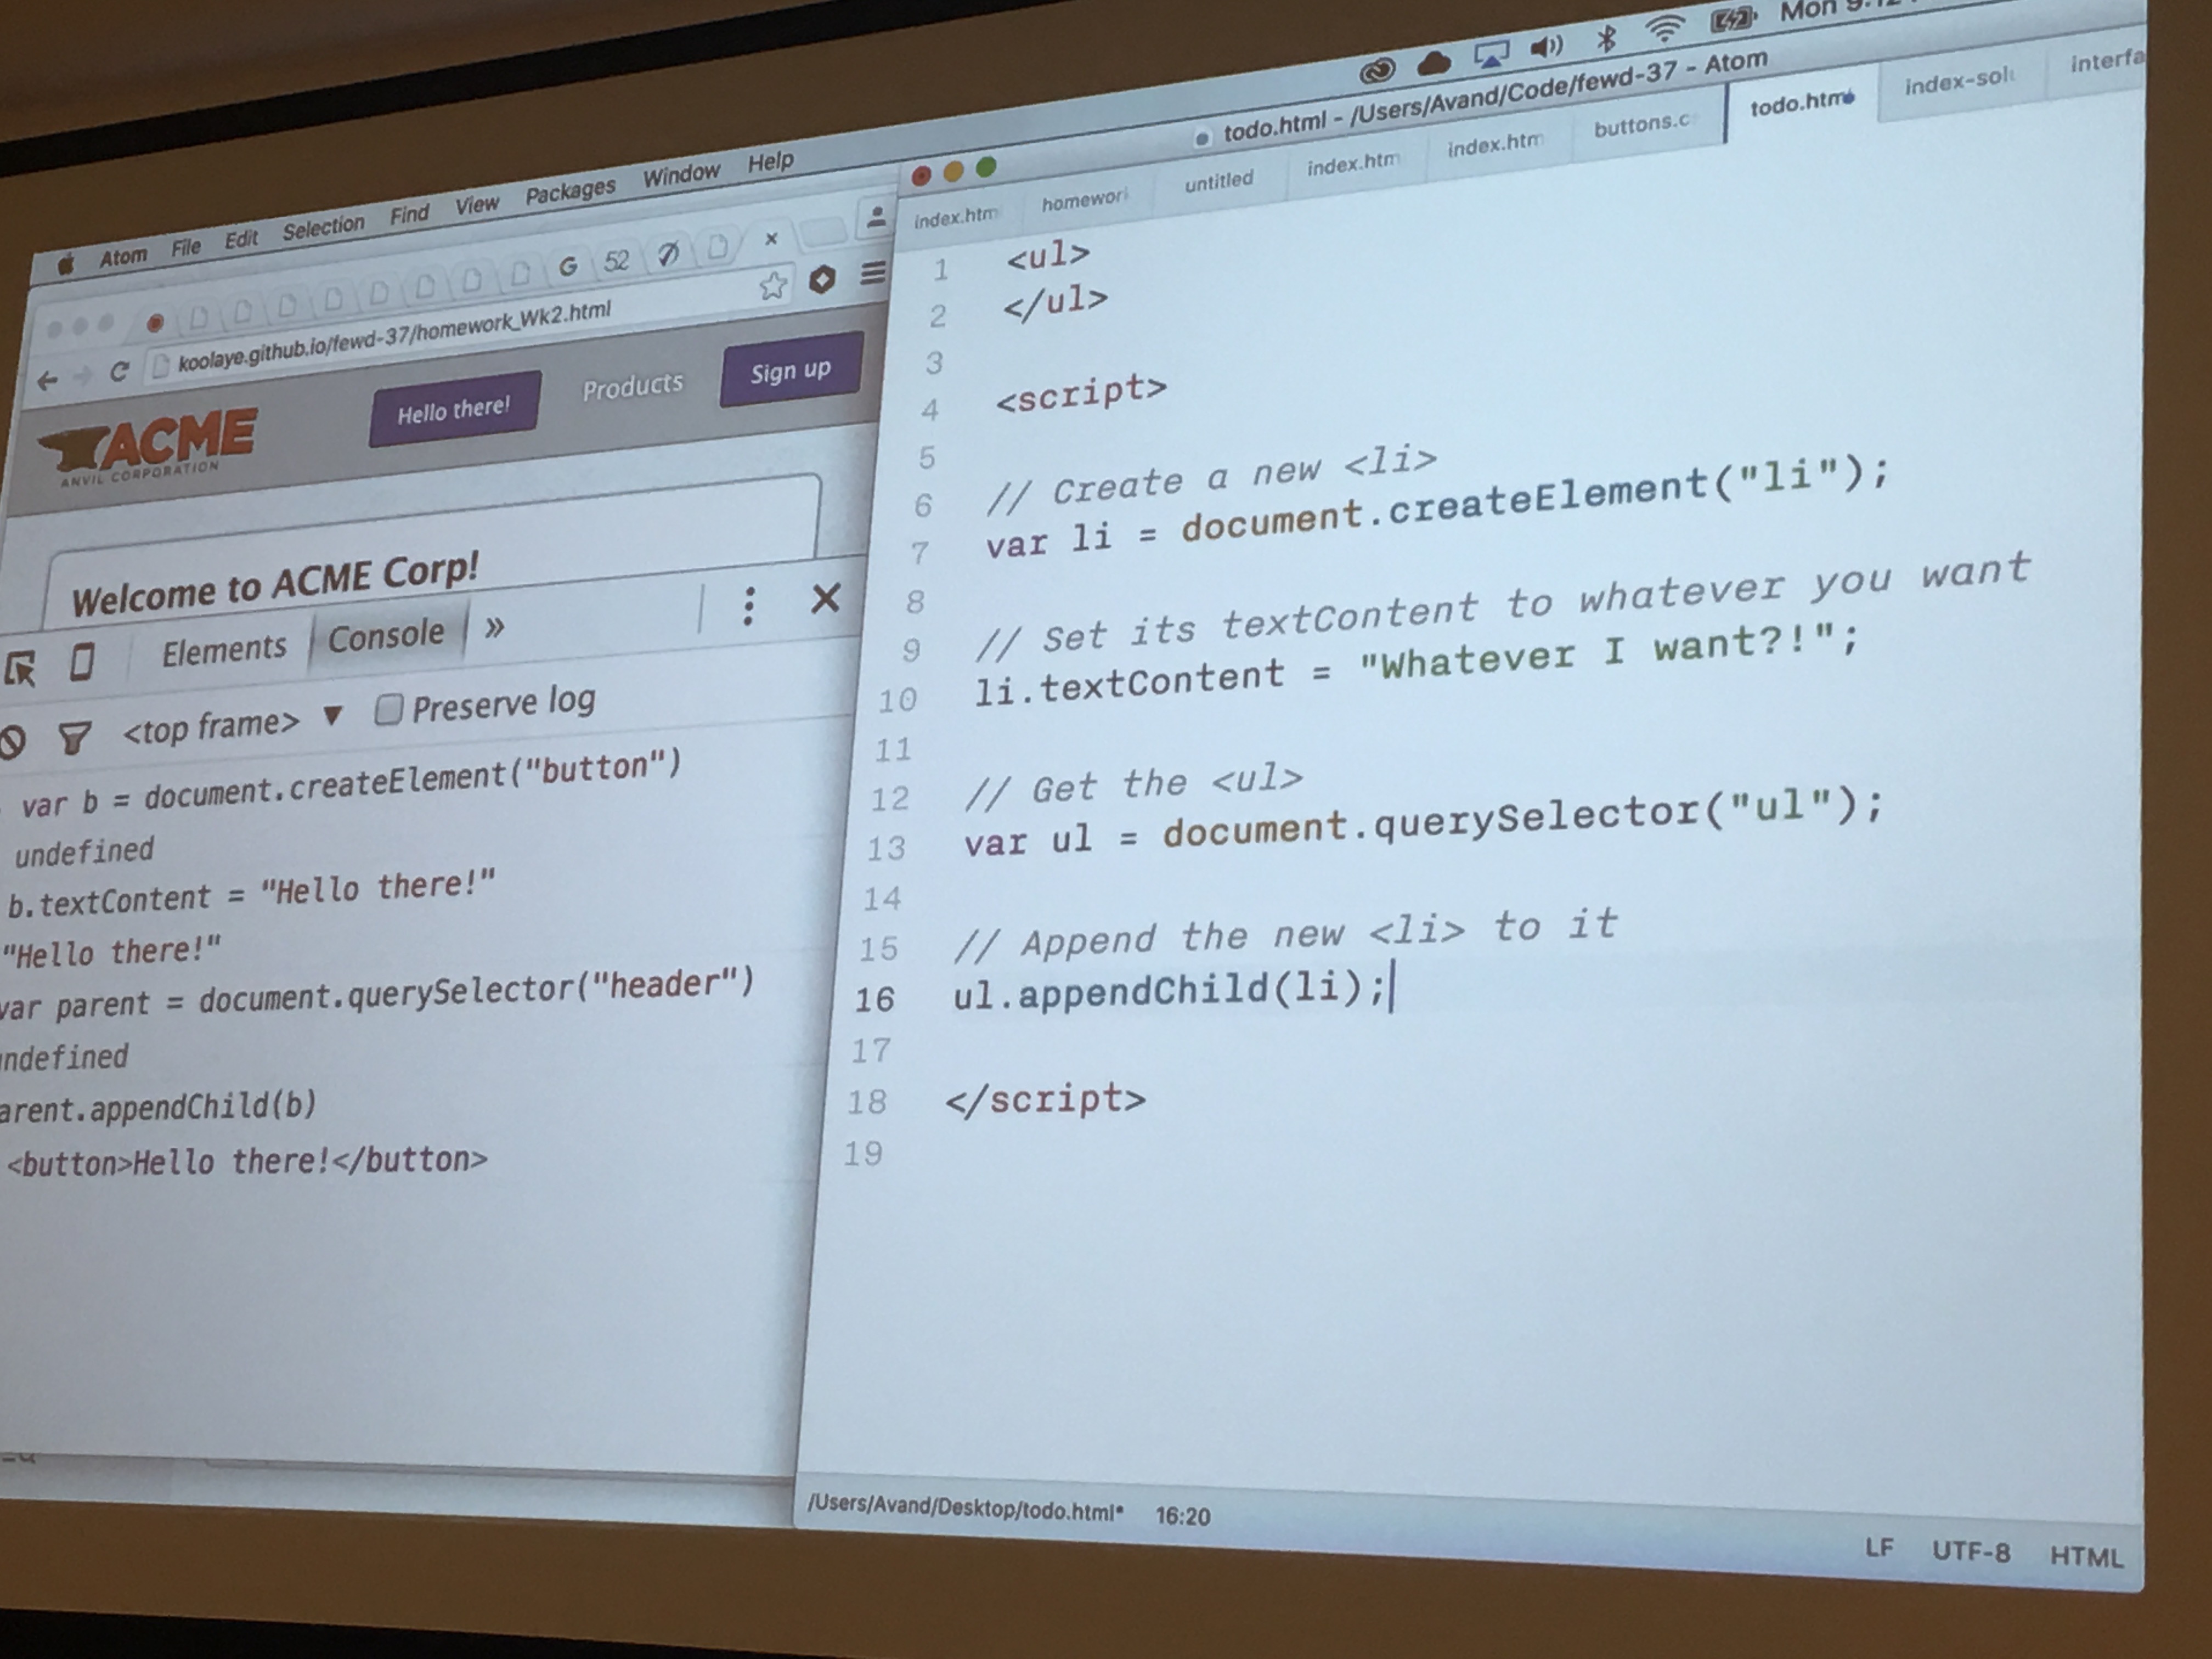 Atom File Edit Selection Find View Packages Window Help
Mon
G 52
koolaye.github.io/fewd-37/homework_Wk2.html
ACME
ANVIL CORPORATION
Hello there! Products Sign up
Welcome to ACME Corp!
Elements Console »
<top frame> ▼ Preserve log
var b = document.createElement("button")
undefined
b.textContent = "Hello there!"
"Hello there!"
var parent = document.querySelector("header")
undefined
arent.appendChild(b)
<button>Hello there!</button>
todo.html - /Users/Avand/Code/fewd-37 - Atom
index.htm homewor untitled index.htm index.htm buttons.c todo.htm index-sol interfa
1 <ul>
2 </ul>
3
4 <script>
5
6 // Create a new <li>
7 var li = document.createElement("li");
8
9 // Set its textContent to whatever you want
10 li.textContent = "Whatever I want?!";
11
12 // Get the <ul>
13 var ul = document.querySelector("ul");
14
15 // Append the new <li> to it
16 ul.appendChild(li);
17
18 </script>
19
/Users/Avand/Desktop/todo.html* 16:20
LF UTF-8 HTML